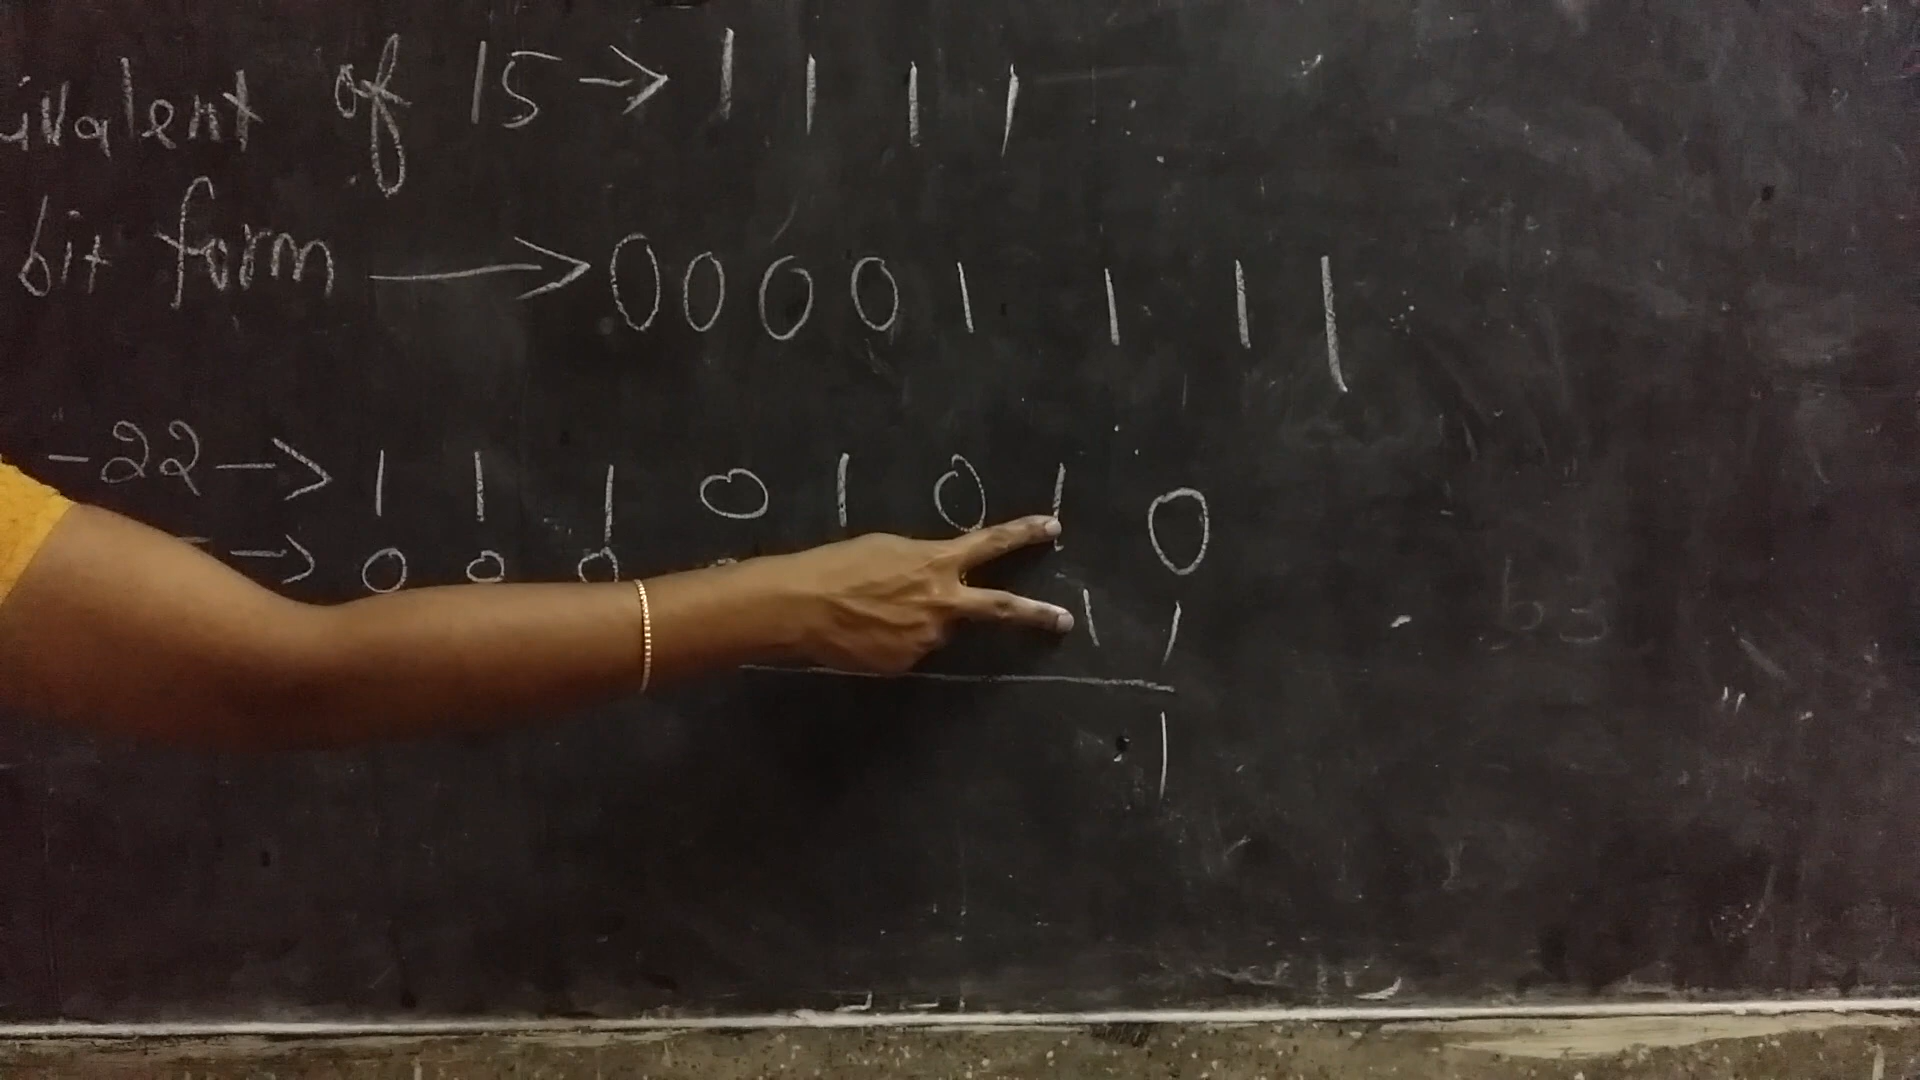 ivalent of 15 → 1 1 1 1
bit form → 0 0 0 0 1 1 1 1
-22 → 1 1 1 0 1 0 1 0
→ 0 0 0 1 1
1